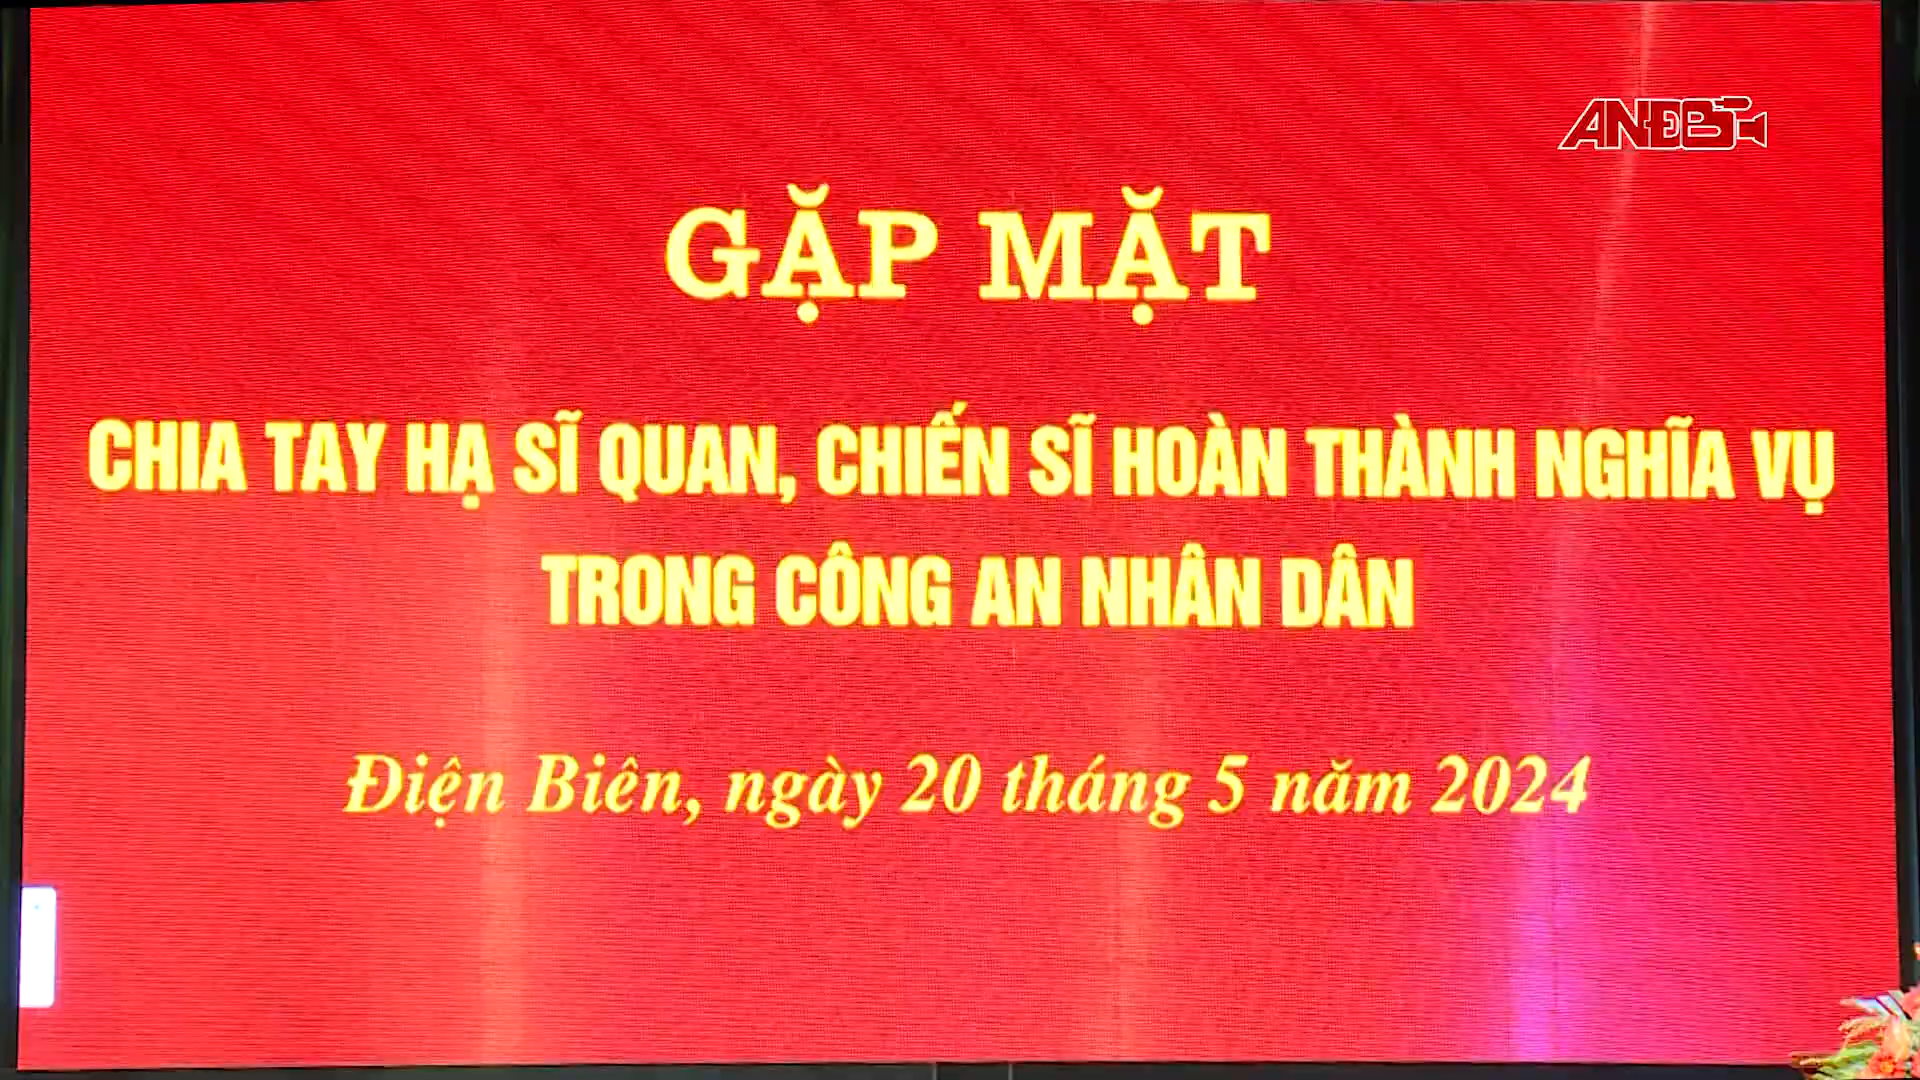 ANĐB
GẶP MẶT
CHIA TAY HẠ SĨ QUAN, CHIẾN SĨ HOÀN THÀNH NGHĨA VỤ
TRONG CÔNG AN NHÂN DÂN
Điện Biên, ngày 20 tháng 5 năm 2024